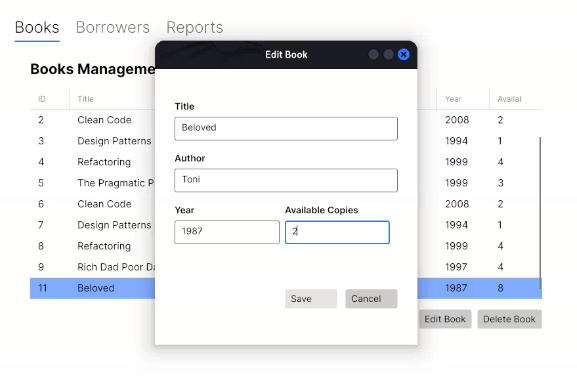 Books Borrowers Reports
Edit Book
Books Manageme
ID Title Year Availal
2 Clean Code 2008 2
3 Design Patterns 1994 1
4 Refactoring 1999 4
5 The Pragmatic P 1999 3
6 Clean Code 2008 2
7 Design Patterns 1994 1
8 Refactoring 1999 4
9 Rich Dad Poor Da 1997 4
11 Beloved 1987 8
Title
Beloved
Author
Toni
Year Available Copies
1987 2
Save Cancel
Edit Book Delete Book